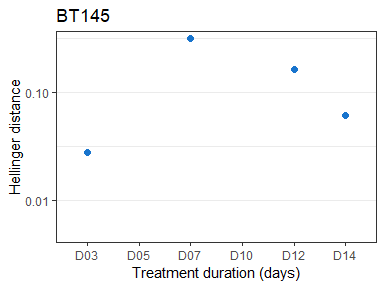 BT145
Hellinger distance
0.10
0.01
D03 D05 D07 D10 D12 D14
Treatment duration (days)